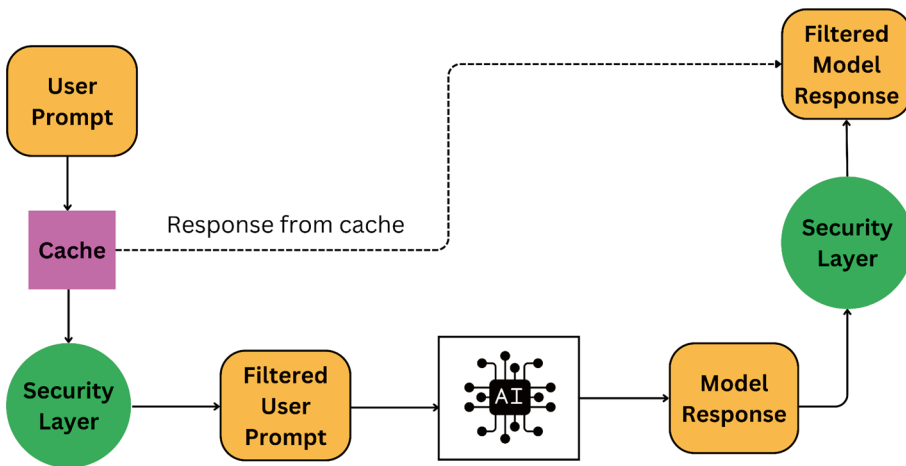 User
Prompt
Cache
Response from cache
Security
Layer
Filtered
User
Prompt
AI
Model
Response
Security
Layer
Filtered
Model
Response